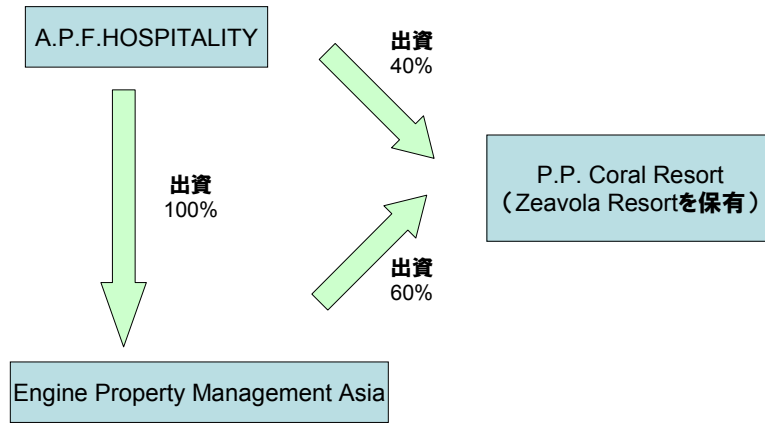 A.P.F.HOSPITALITY
出資
40%
出資
100%
P.P. Coral Resort
（Zeavola Resortを保有）
出資
60%
Engine Property Management Asia